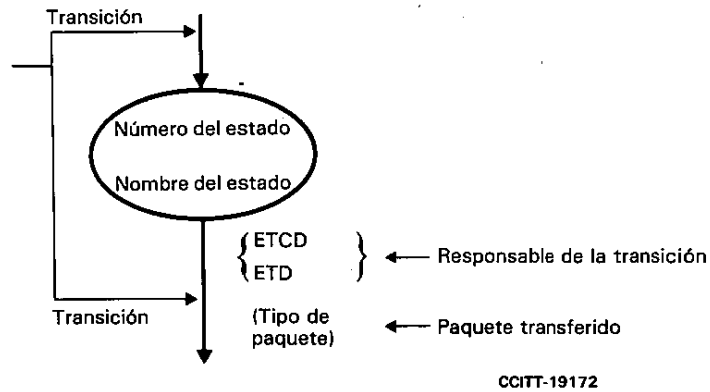 Transición
Número del estado
Nombre del estado
ETCD
ETD
Responsable de la transición
Transición
(Tipo de
paquete)
Paquete transferido
CCITT-19172